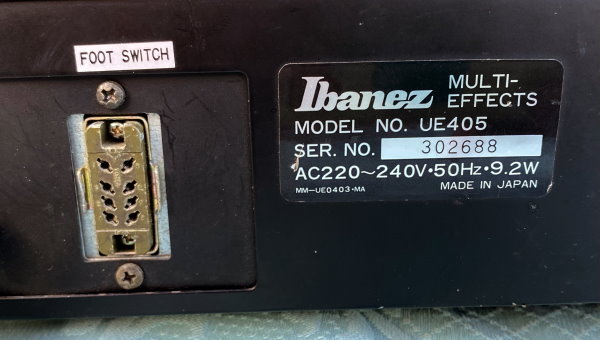 FOOT SWITCH
Ibanez MULTI-EFFECTS
MODEL NO. UE405
SER. NO. 302688
AC220~240V•50Hz•9.2W
MM-UE0403-MA MADE IN JAPAN